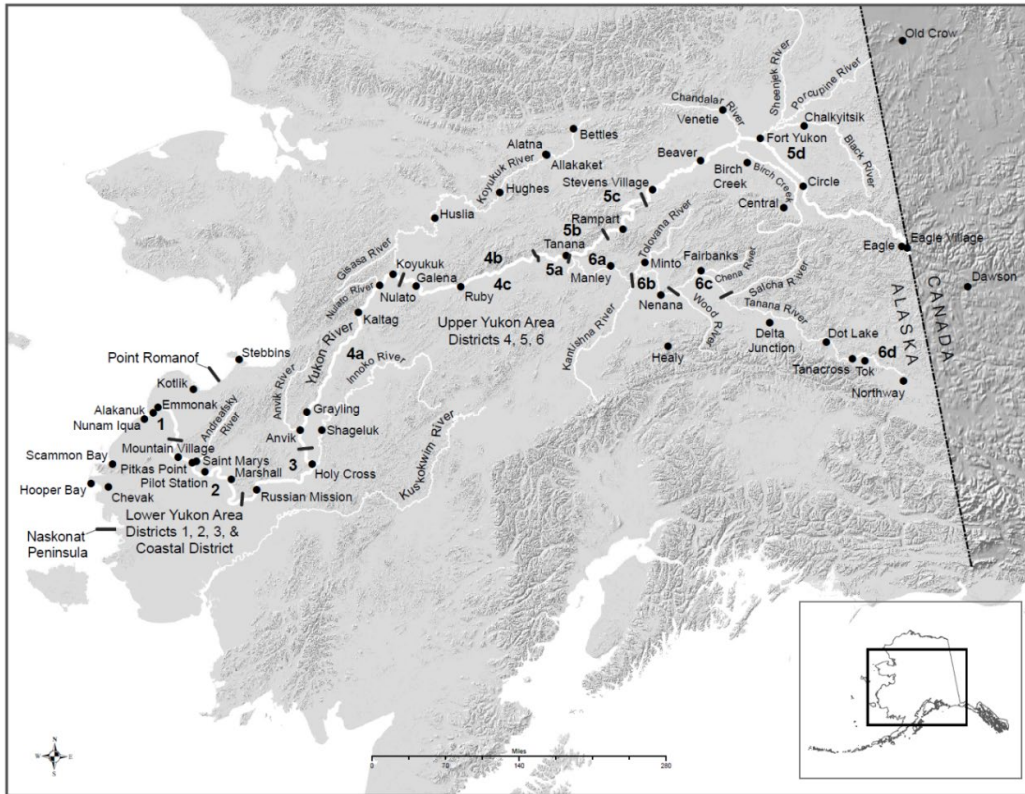 Old Crow
Sheenjek River
Porcupine River
Chandalar River
Venetie
Chalkyitsik
Fort Yukon
5d
Black River
Bettles
Alatna
Allakaket
Koyukuk River
Hughes
Beaver
Birch
Creek
Birch Creek
Circle
Central
Stevens Village
5c
Huslia
Rampart
5b
Tolovana River
Eagle Village
Eagle
Gisasa River
4b
Tanana
6a
Fairbanks
Minto
Chena River
Koyukuk
Galena
5a
Manley
6b
6c
Salcha River
Dawson
Nulato River
Nulato
Ruby
4c
Nenana
Wood River
Tanana River
ALASKA
CANADA
Kaltag
Upper Yukon Area
Districts 4, 5, 6
Kantishna River
Delta
Junction
Dot Lake
Yukon River
4a
Innoko River
Healy
6d
Point Romanof
Stebbins
Tanacross
Tok
Northway
Kotlik
Anvik River
Andreafsky
River
Emmonak
Alakanuk
Nunam Iqua
1
Grayling
Anvik
Shageluk
Kuskokwim River
Mountain Village
Scammon Bay
Pitkas Point
Saint Marys
Pilot Station
Marshall
3
Holy Cross
Hooper Bay
Chevak
2
Russian Mission
Naskonat
Peninsula
Lower Yukon Area
Districts 1, 2, 3, &
Coastal District
N
W
E
S
Miles
0
70
140
280